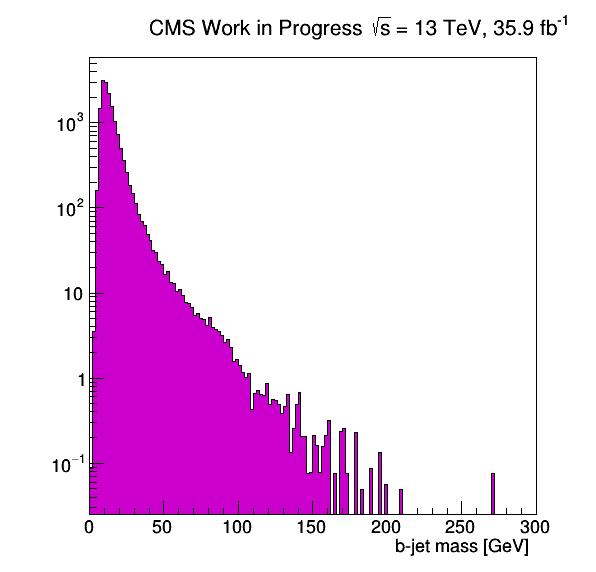 CMS Work in Progress √s = 13 TeV, 35.9 fb⁻¹
10³
10²
10
1
10⁻¹
0 50 100 150 200 250 300
b-jet mass [GeV]